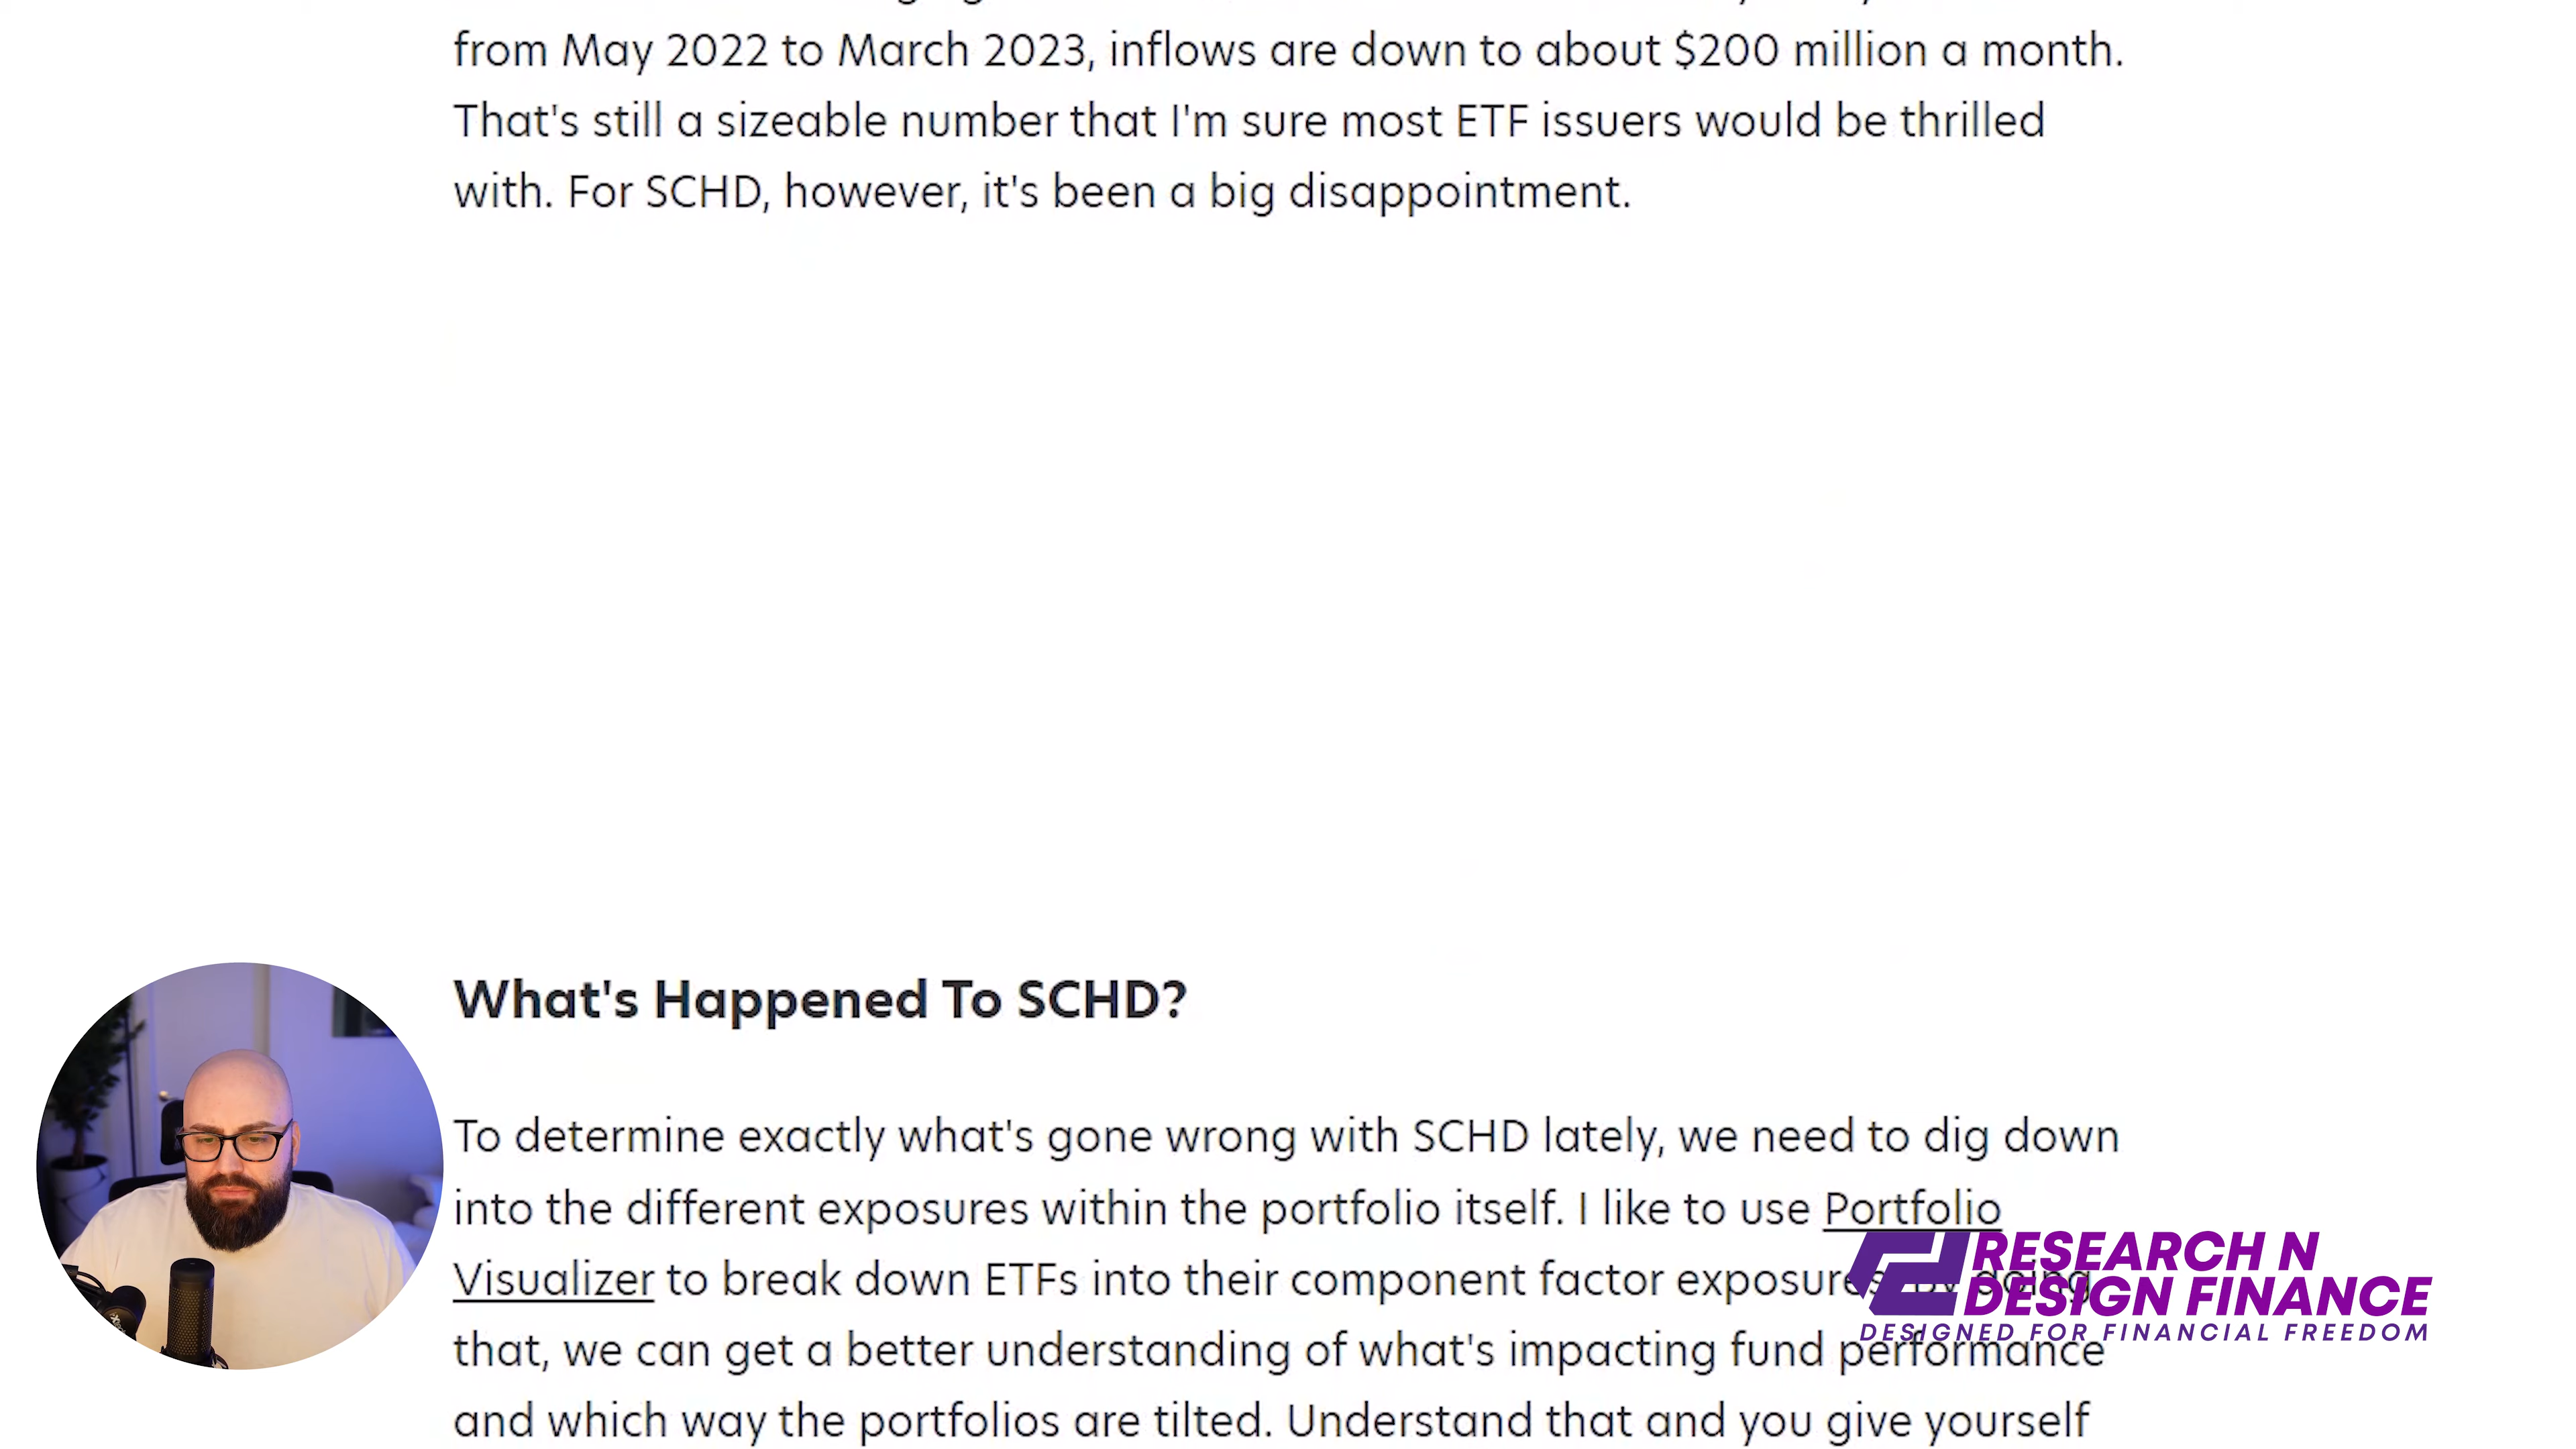 from May 2022 to March 2023, inflows are down to about $200 million a month.
That's still a sizeable number that I'm sure most ETF issuers would be thrilled
with. For SCHD, however, it's been a big disappointment.
What's Happened To SCHD?
To determine exactly what's gone wrong with SCHD lately, we need to dig down
into the different exposures within the portfolio itself. I like to use Portfolio
Visualizer to break down ETFs into their component factor exposures. By doing
that, we can get a better understanding of what's impacting fund performance
and which way the portfolios are tilted. Understand that and you give yourself
RESEARCH N
DESIGN FINANCE
DESIGNED FOR FINANCIAL FREEDOM